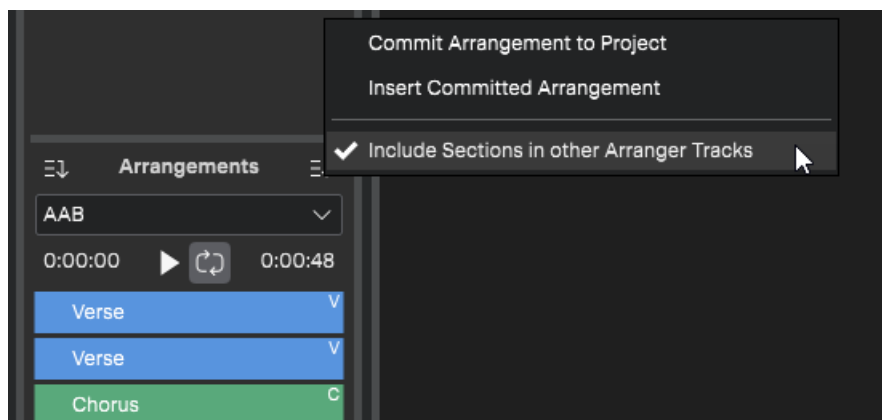 Commit Arrangement to Project
Insert Committed Arrangement
Include Sections in other Arranger Tracks
Arrangements
AAB
0:00:00 0:00:48
Verse V
Verse V
Chorus C